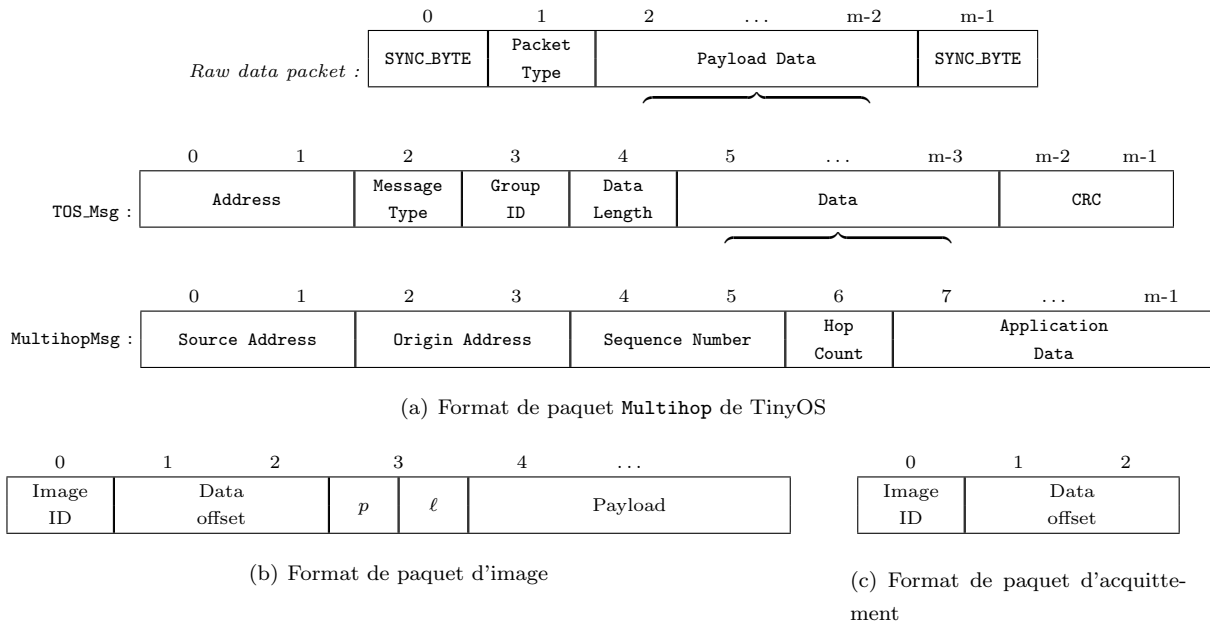 0 1 2 ... m-2 m-1
Raw data packet : SYNC_BYTE Packet Type Payload Data SYNC_BYTE
0 1 2 3 4 5 ... m-3 m-2 m-1
TOS_Msg : Address Message Type Group ID Data Length Data CRC
0 1 2 3 4 5 6 7 ... m-1
MultihopMsg : Source Address Origin Address Sequence Number Hop Count Application Data
(a) Format de paquet Multihop de TinyOS
0 1 2 3 4 ...
Image ID Data offset p ℓ Payload
(b) Format de paquet d'image
0 1 2
Image ID Data offset
(c) Format de paquet d'acquitte-
ment